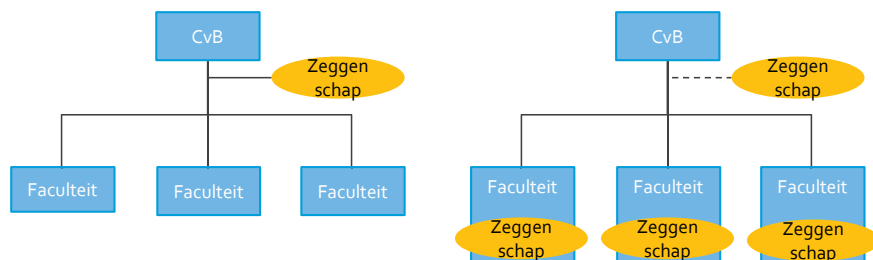 CvB
Zeggen
schap
Faculteit
Faculteit
Faculteit
CvB
Zeggen
schap
Faculteit
Zeggen
schap
Faculteit
Zeggen
schap
Faculteit
Zeggen
schap